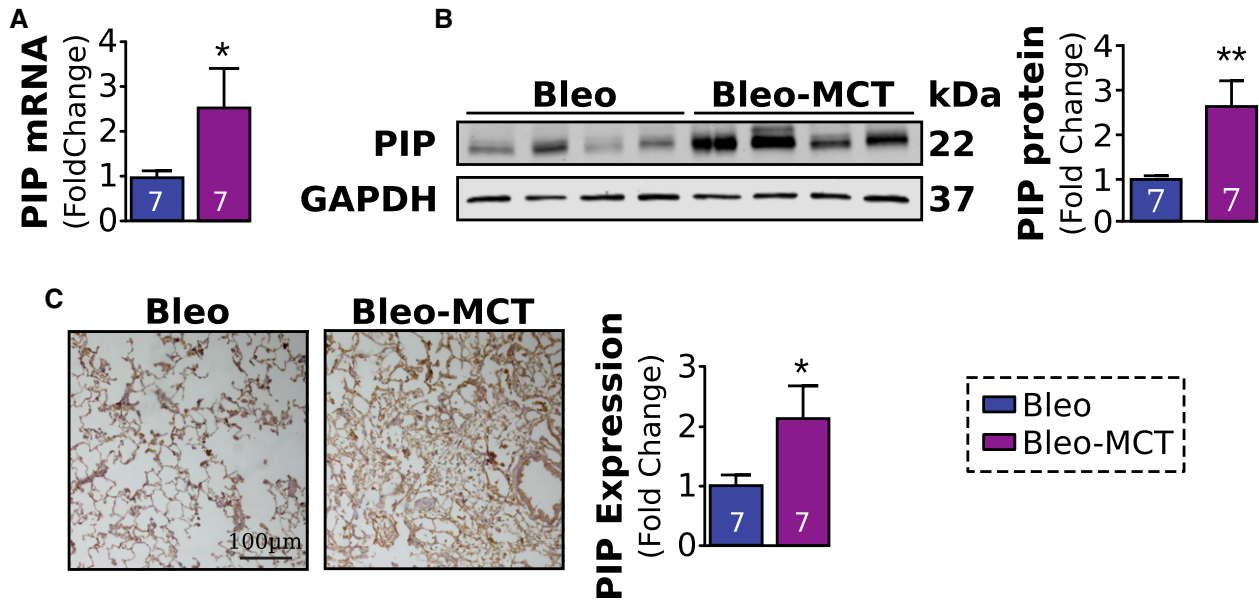 A
PIP mRNA
(FoldChange)
4
3
2
1
0
*
7
7
B
Bleo
Bleo-MCT
kDa
PIP
22
GAPDH
37
PIP protein
(Fold Change)
4
3
2
1
0
**
7
7
C
Bleo
Bleo-MCT
100μm
PIP Expression
(Fold Change)
3
2
1
0
*
7
7
Bleo
Bleo-MCT